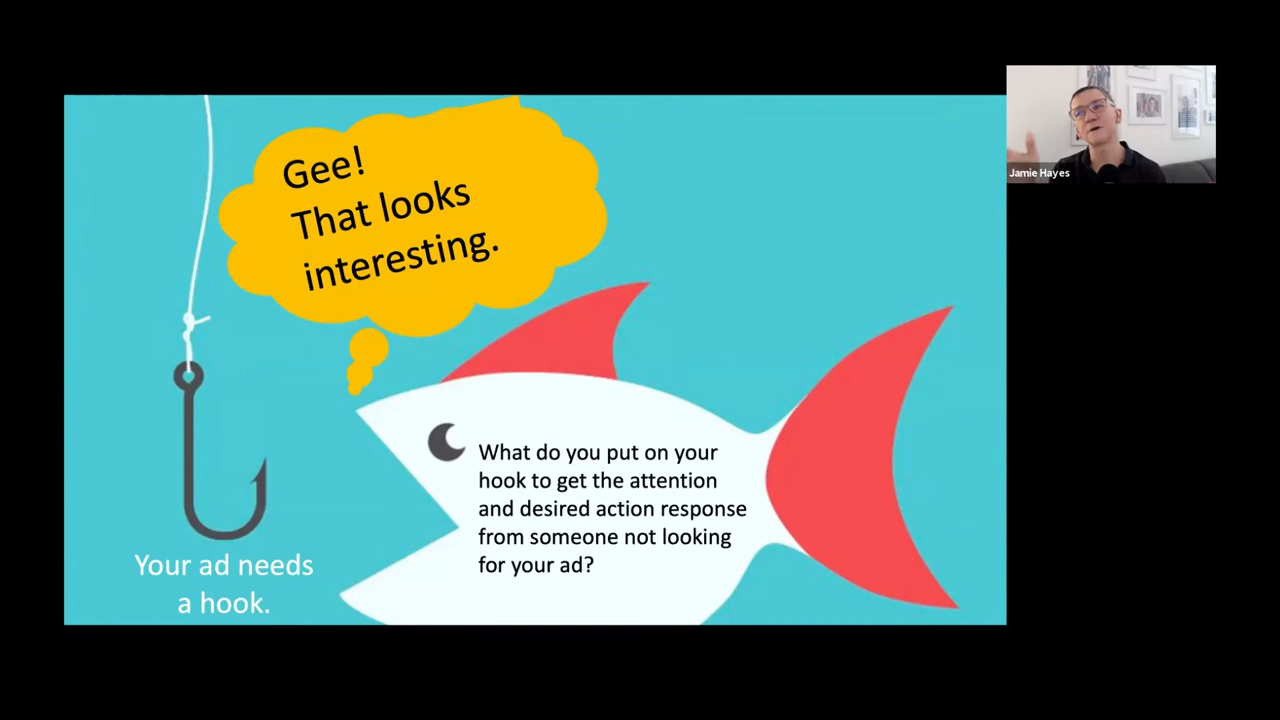 Gee!
That looks
interesting.
What do you put on your
hook to get the attention
and desired action response
from someone not looking
for your ad?
Your ad needs
a hook.
Jamie Hayes